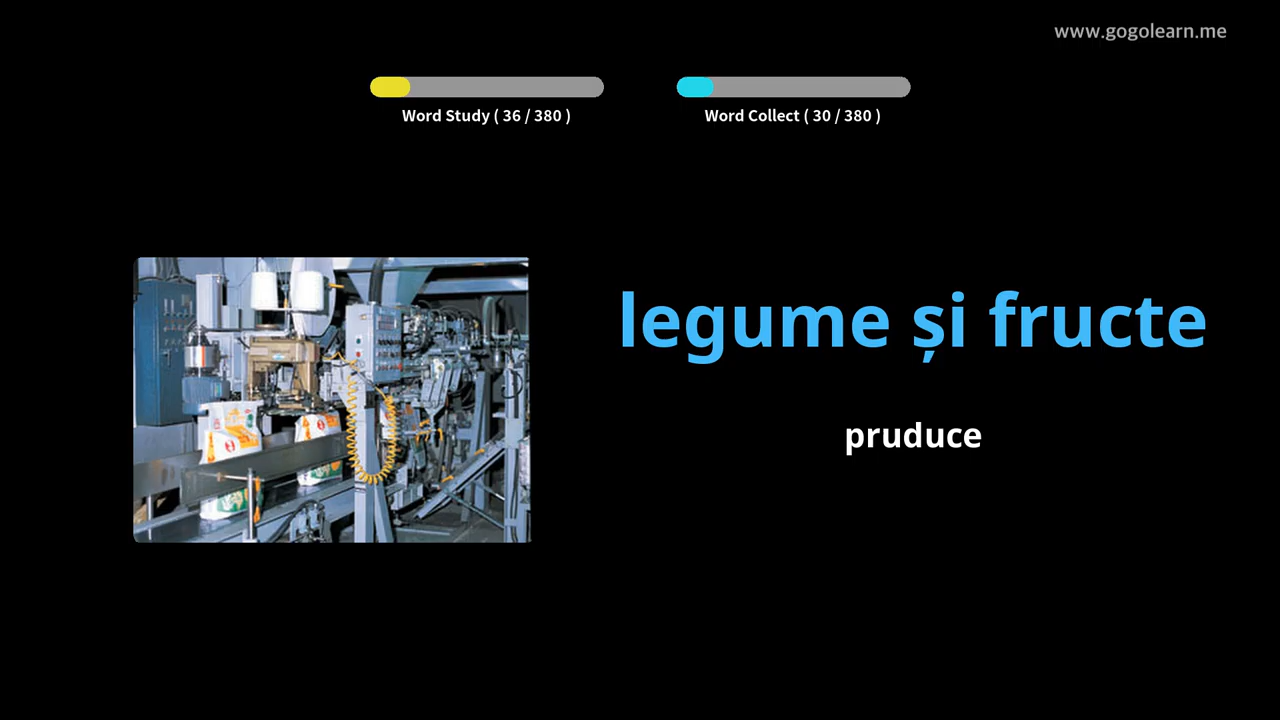 www.gogolearn.me
Word Study ( 36 / 380 )
Word Collect ( 30 / 380 )
legume și fructe
pruduce